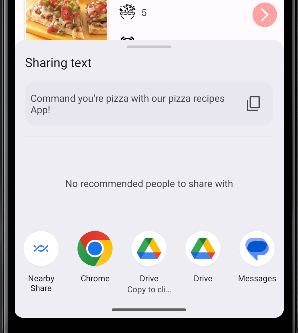 5
Sharing text
Command you're pizza with our pizza recipes
App!
No recommended people to share with
Nearby
Share
Chrome
Drive
Copy to cli...
Drive
Messages